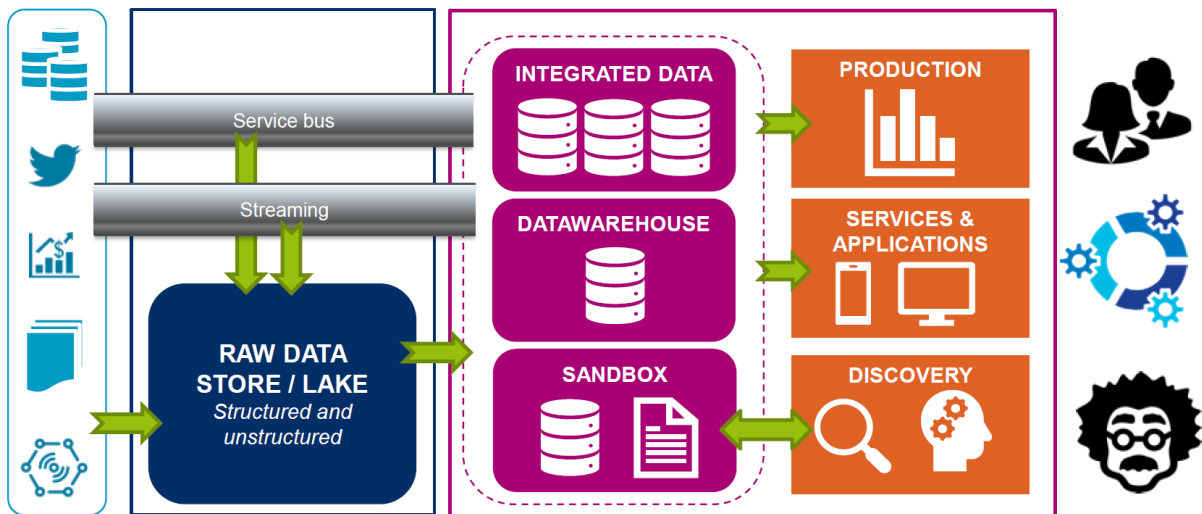 Service bus
Streaming
RAW DATA
STORE / LAKE
Structured and
unstructured
INTEGRATED DATA
DATAWAREHOUSE
SANDBOX
PRODUCTION
SERVICES &
APPLICATIONS
DISCOVERY
$